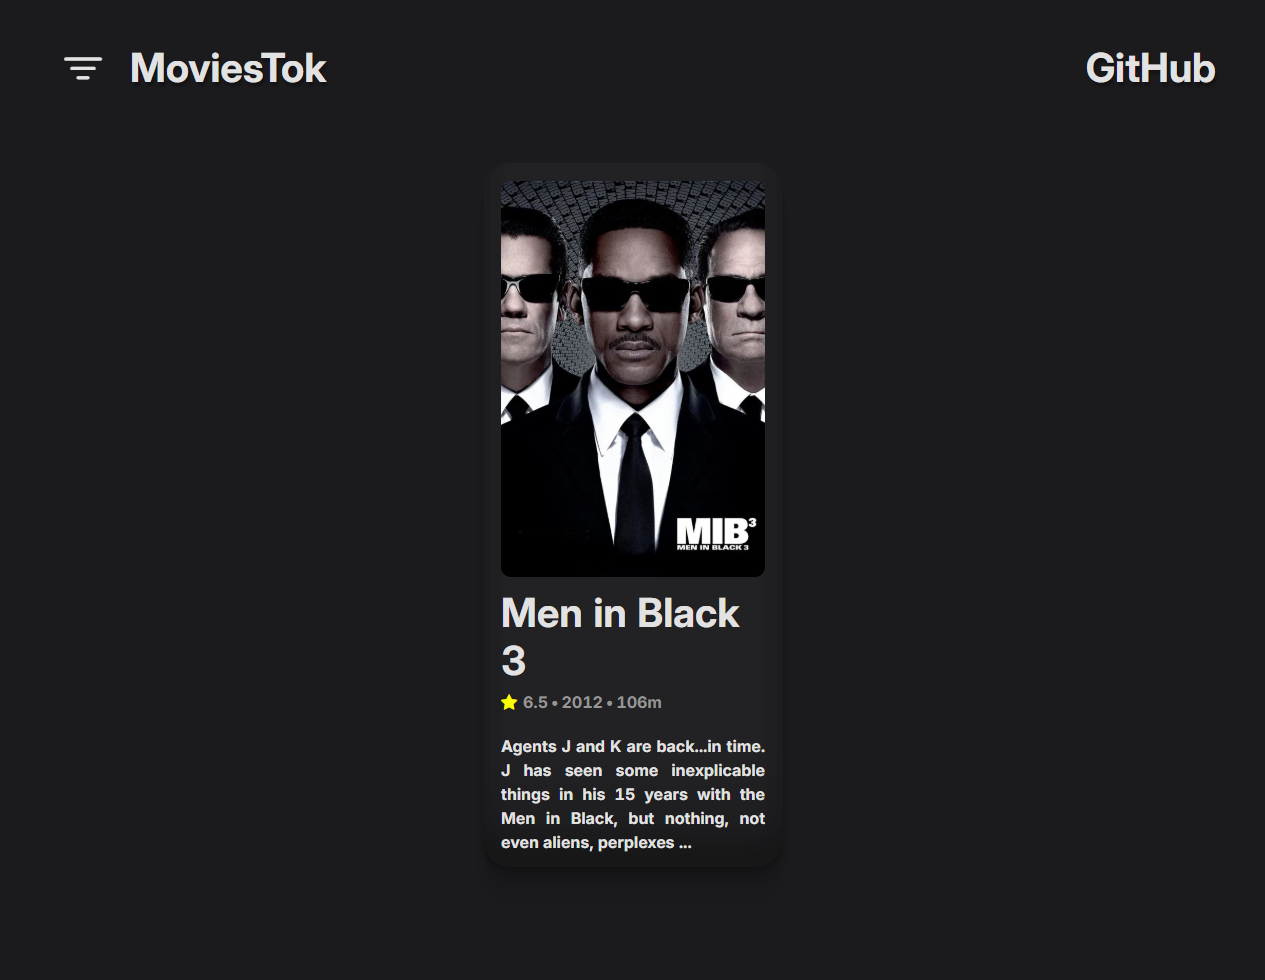 MoviesTok
GitHub
MIB3
MEN IN BLACK 3
Men in Black
3
6.5 • 2012 • 106m
Agents J and K are back...in time.
J has seen some inexplicable
things in his 15 years with the
Men in Black, but nothing, not
even aliens, perplexes ...